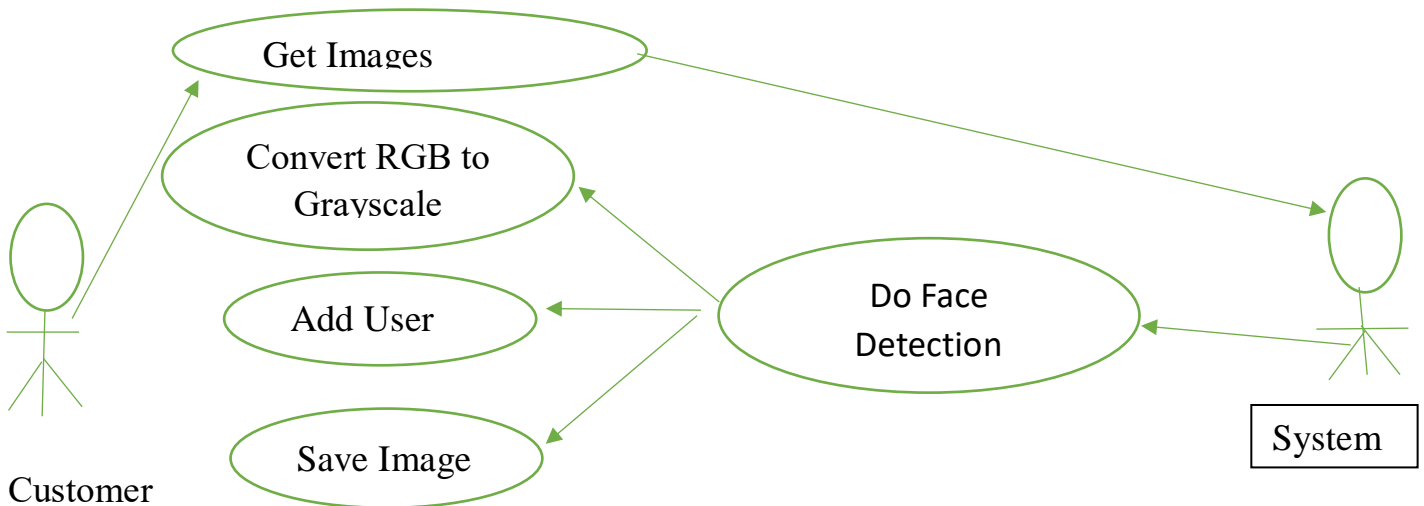 Get Images
Convert RGB to
Grayscale
Do Face
Detection
Add User
System
Save Image
Customer